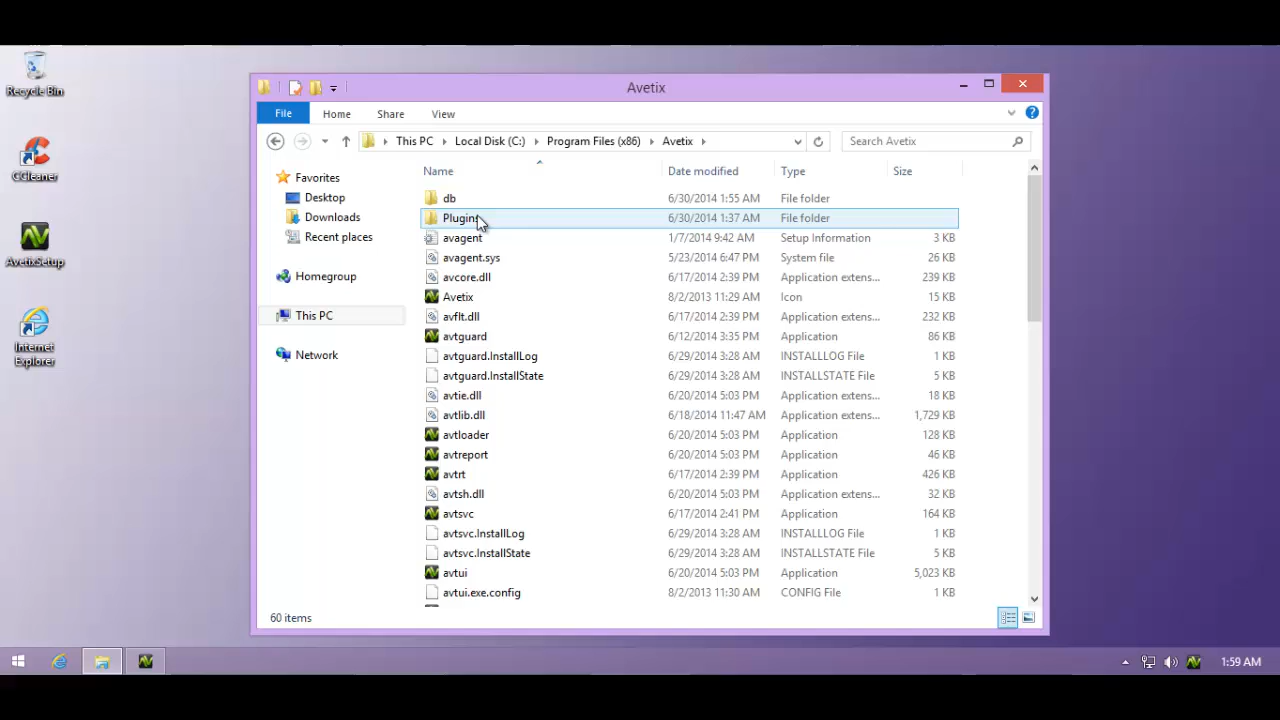 Recycle Bin
CCleaner
AvetixSetup
Internet
Explorer
Avetix
File Home Share View
This PC Local Disk (C:) Program Files (x86) Avetix
Search Avetix
Favorites
Desktop
Downloads
Recent places
Homegroup
This PC
Network
Name Date modified Type Size
db 6/30/2014 1:55 AM File folder
Plugins 6/30/2014 1:37 AM File folder
avagent 1/7/2014 9:42 AM Setup Information 3 KB
avagent.sys 5/23/2014 6:47 PM System file 26 KB
avcore.dll 6/17/2014 2:39 PM Application extens... 239 KB
Avetix 8/2/2013 11:29 AM Icon 15 KB
avflt.dll 6/17/2014 2:39 PM Application extens... 232 KB
avtguard 6/12/2014 3:35 PM Application 86 KB
avtguard.InstallLog 6/29/2014 3:28 AM INSTALLLOG File 1 KB
avtguard.InstallState 6/29/2014 3:28 AM INSTALLSTATE File 5 KB
avtie.dll 6/20/2014 5:03 PM Application extens... 18 KB
avtlib.dll 6/18/2014 11:47 AM Application extens... 1,729 KB
avtloader 6/20/2014 5:03 PM Application 128 KB
avtreport 6/20/2014 5:03 PM Application 46 KB
avtrt 6/17/2014 2:39 PM Application 426 KB
avtsh.dll 6/20/2014 5:03 PM Application extens... 32 KB
avtsvc 6/17/2014 2:41 PM Application 164 KB
avtsvc.InstallLog 6/29/2014 3:28 AM INSTALLLOG File 1 KB
avtsvc.InstallState 6/29/2014 3:28 AM INSTALLSTATE File 5 KB
avtui 6/20/2014 5:03 PM Application 5,023 KB
avtui.exe.config 8/2/2013 11:30 AM CONFIG File 1 KB
60 items
1:59 AM